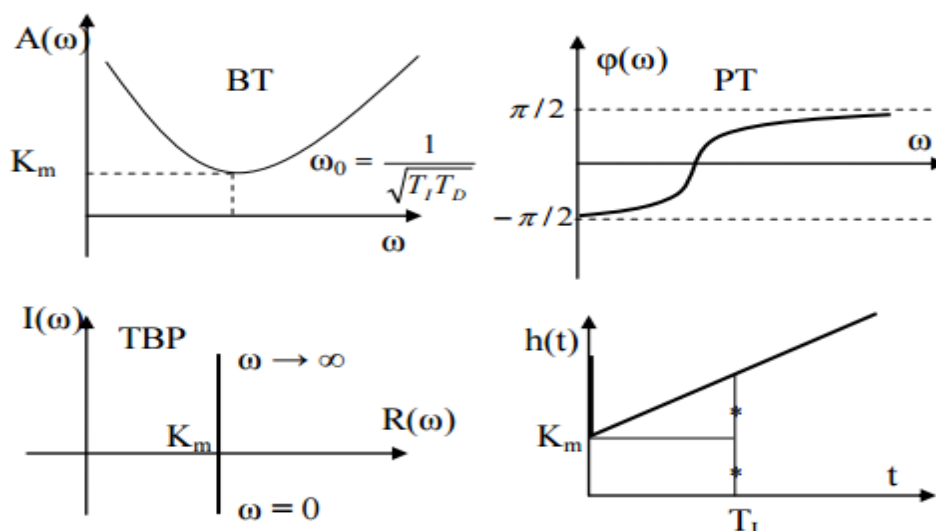 A(ω)
BT
K_m
ω₀ = 1/√(T_I T_D)
ω
φ(ω)
PT
π/2
ω
−π/2
I(ω)
TBP
ω → ∞
R(ω)
K_m
ω = 0
h(t)
*
K_m
*
t
T_I